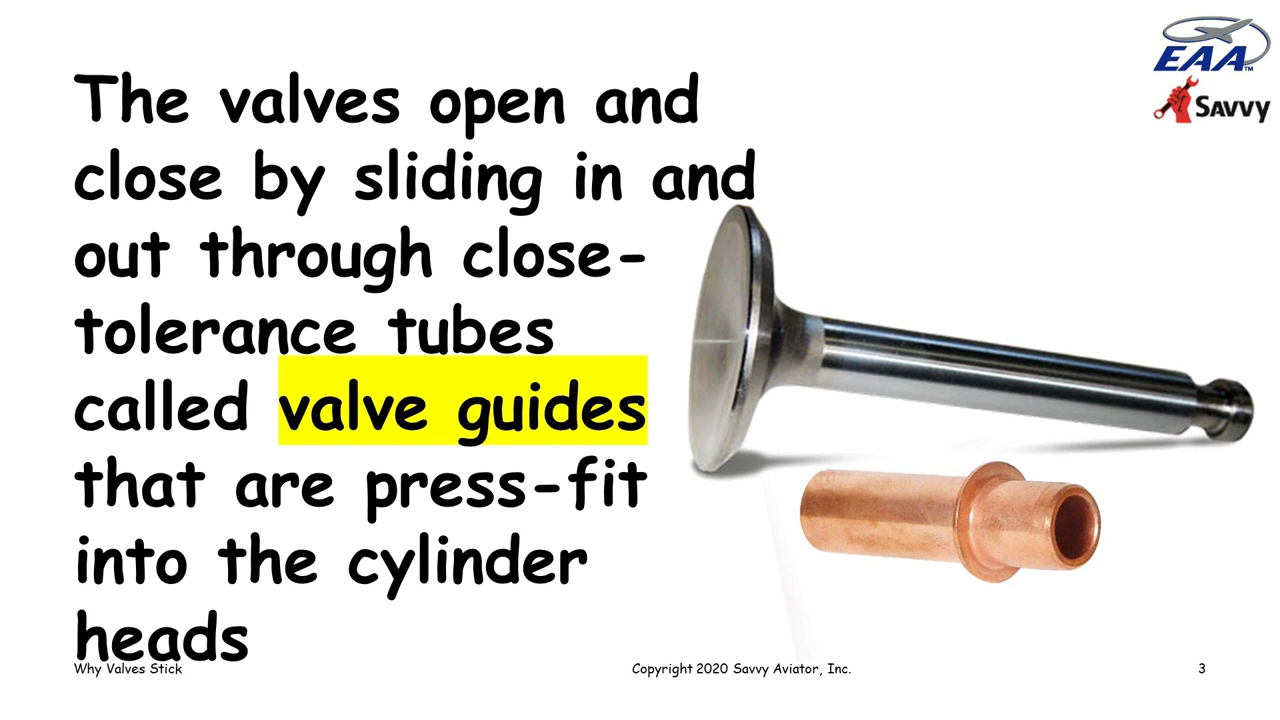 EAA™
SAVVY
The valves open and
close by sliding in and
out through close-
tolerance tubes
called valve guides
that are press-fit
into the cylinder
heads
Why Valves Stick
Copyright 2020 Savvy Aviator, Inc.
3